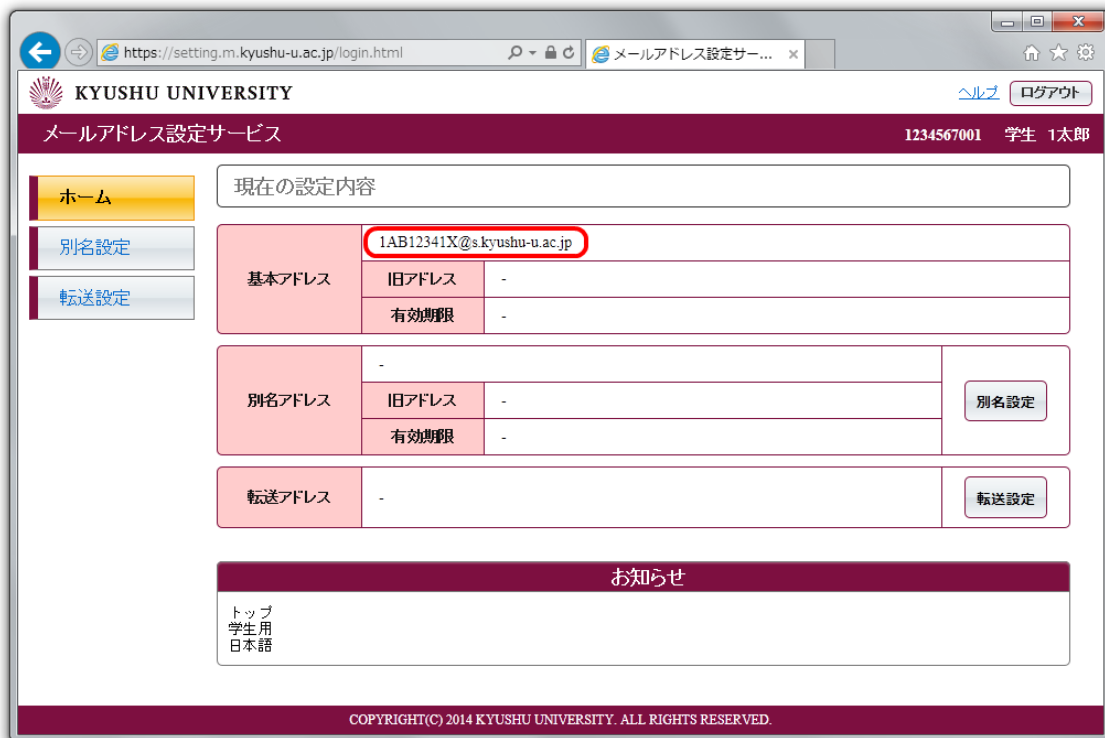 https://setting.m.kyushu-u.ac.jp/login.html
メールアドレス設定サー...
KYUSHU UNIVERSITY
ヘルプ ログアウト
メールアドレス設定サービス
1234567001 学生 1太郎
ホーム
別名設定
転送設定
現在の設定内容
基本アドレス
1AB12341X@s.kyushu-u.ac.jp
旧アドレス -
有効期限 -
別名アドレス
-
旧アドレス -
有効期限 -
別名設定
転送アドレス -
転送設定
お知らせ
トップ
学生用
日本語
COPYRIGHT(C) 2014 KYUSHU UNIVERSITY. ALL RIGHTS RESERVED.